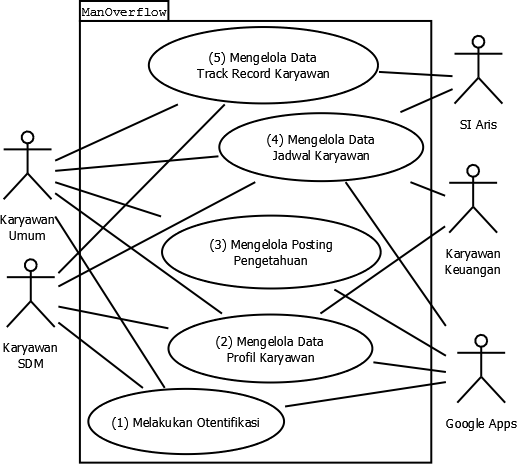 ManOverflow
(5) Mengelola Data
Track Record Karyawan
SI Aris
(4) Mengelola Data
Jadwal Karyawan
Karyawan
Umum
(3) Mengelola Posting
Pengetahuan
Karyawan
Keuangan
Karyawan
SDM
(2) Mengelola Data
Profil Karyawan
(1) Melakukan Otentifikasi
Google Apps